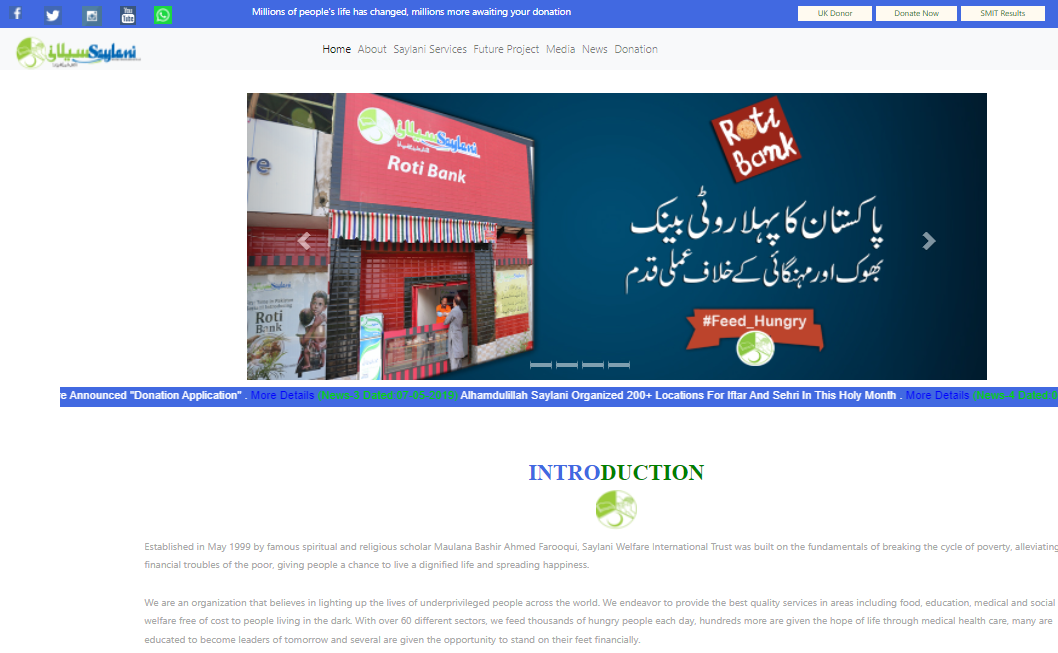 Millions of people's life has changed, millions more awaiting your donation
UK Donor
Donate Now
SMIT Results
You
Tube
سیلانی Saylani
Home About Saylani Services Future Project Media News Donation
سیلانی Saylani
Roti Bank
Roti
Bank
Roti
Bank
پاکستان کا پہلا روٹی بینک
بھوک اور مہنگائی کے خلاف عملی قدم
#Feed_Hungry
e Announced "Donation Application" . More Details (News-3 Dated:07-05-2019) Alhamdulillah Saylani Organized 200+ Locations For Iftar And Sehri In This Holy Month . More Details (News-4 Dated:0
INTRODUCTION
Established in May 1999 by famous spiritual and religious scholar Maulana Bashir Ahmed Farooqui, Saylani Welfare International Trust was built on the fundamentals of breaking the cycle of poverty, alleviating
financial troubles of the poor, giving people a chance to live a dignified life and spreading happiness.
We are an organization that believes in lighting up the lives of underprivileged people across the world. We endeavor to provide the best quality services in areas including food, education, medical and social
welfare free of cost to people living in the dark. With over 60 different sectors, we feed thousands of hungry people each day, hundreds more are given the hope of life through medical health care, many are
educated to become leaders of tomorrow and several are given the opportunity to stand on their feet financially.